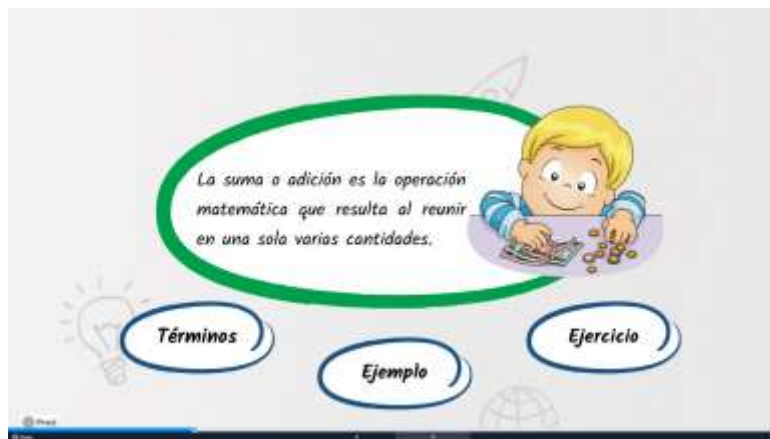 La suma o adición es la operación
matemática que resulta al reunir
en una sola varias cantidades.
Términos
Ejemplo
Ejercicio
Prezi